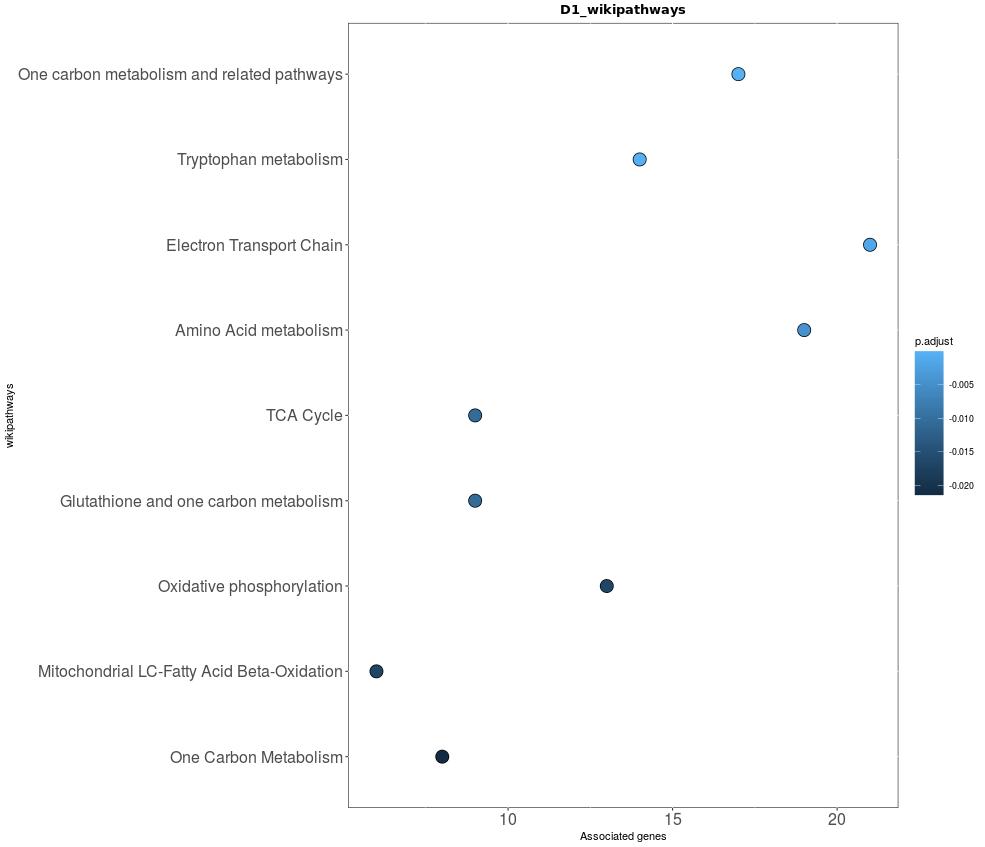 D1_wikipathways
One carbon metabolism and related pathways
Tryptophan metabolism
Electron Transport Chain
Amino Acid metabolism
TCA Cycle
Glutathione and one carbon metabolism
Oxidative phosphorylation
Mitochondrial LC-Fatty Acid Beta-Oxidation
One Carbon Metabolism
wikipathways
10 15 20
Associated genes
p.adjust
-0.005
-0.010
-0.015
-0.020